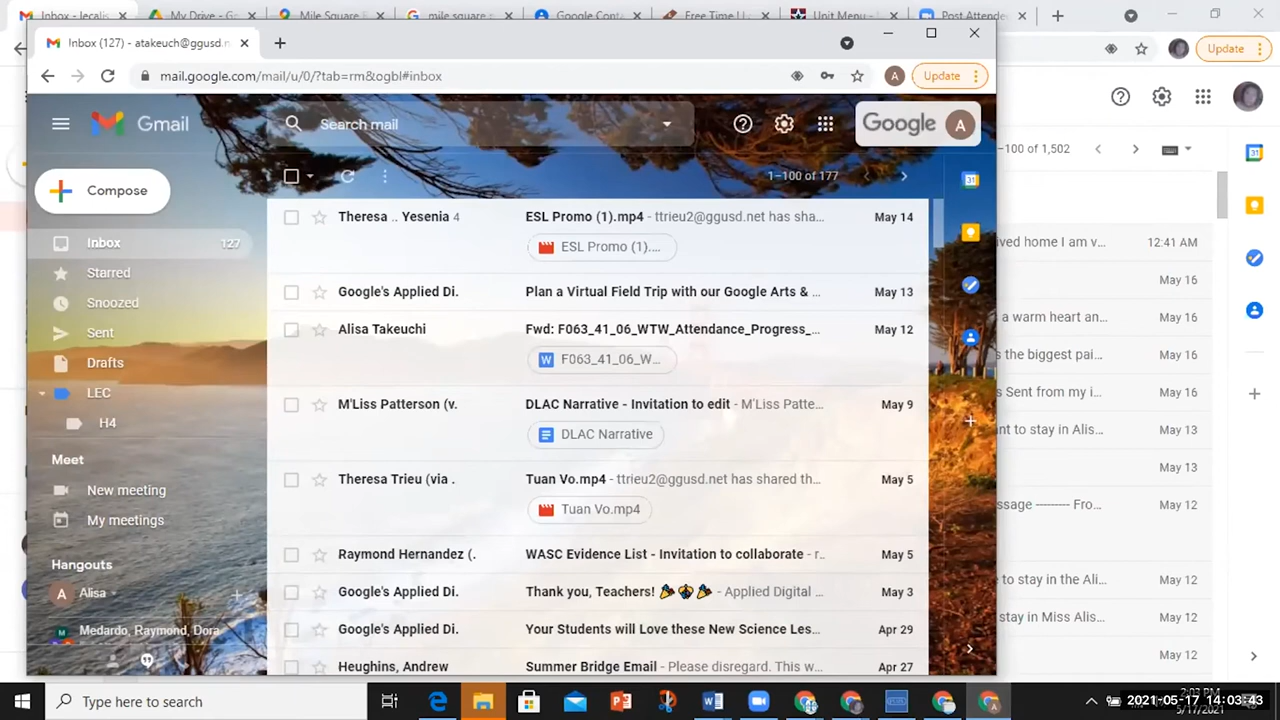 Inbox - lecalis
My Drive - G
Mile Square F
mile square
Google Conta
Free Time | L
Unit Menu -
Post Attende
Inbox (127) - atakeuch@ggusd.n
mail.google.com/mail/u/0/?tab=rm&ogbl#inbox
Update
Update
Gmail
Search mail
Google A
1–100 of 177
–100 of 1,502
Compose
Inbox 127
Starred
Snoozed
Sent
Drafts
LEC
H4
Meet
New meeting
My meetings
Hangouts
A Alisa
Medardo, Raymond, Dora
Theresa .. Yesenia 4 ESL Promo (1).mp4 - ttrieu2@ggusd.net has sha... May 14
ESL Promo (1)....
Google's Applied Di. Plan a Virtual Field Trip with our Google Arts & ... May 13
Alisa Takeuchi Fwd: F063_41_06_WTW_Attendance_Progress_... May 12
W F063_41_06_W...
M'Liss Patterson (v. DLAC Narrative - Invitation to edit - M'Liss Patte... May 9
DLAC Narrative
Theresa Trieu (via . Tuan Vo.mp4 - ttrieu2@ggusd.net has shared th... May 5
Tuan Vo.mp4
Raymond Hernandez (. WASC Evidence List - Invitation to collaborate - r... May 5
Google's Applied Di. Thank you, Teachers! - Applied Digital ... May 3
Google's Applied Di. Your Students will Love these New Science Les... Apr 29
Heughins, Andrew Summer Bridge Email - Please disregard. This w... Apr 27
ived home I am v... 12:41 AM
May 16
a warm heart an... May 16
s the biggest pai... May 16
s Sent from my i... May 16
nt to stay in Alis... May 13
May 13
ssage --------- Fro... May 12
e to stay in the Ali... May 12
stay in Miss Alis... May 12
May 12
Type here to search
2:03 PM
2021-05-17 14:03:43
5/17/2021